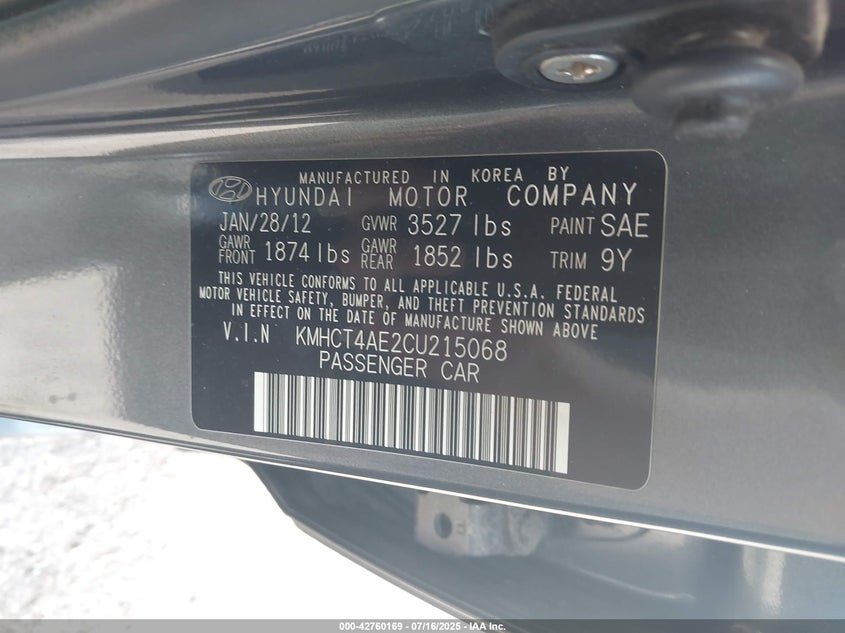 MANUFACTURED IN KOREA BY
HYUNDAI MOTOR COMPANY
JAN/28/12 GVWR 3527 lbs PAINT SAE
GAWR FRONT 1874 lbs GAWR REAR 1852 lbs TRIM 9Y
THIS VEHICLE CONFORMS TO ALL APPLICABLE U.S.A. FEDERAL
MOTOR VEHICLE SAFETY, BUMPER, AND THEFT PREVENTION STANDARDS
IN EFFECT ON THE DATE OF MANUFACTURE SHOWN ABOVE
V.I.N KMHCT4AE2CU215068
PASSENGER CAR
000-42760169 - 07/16/2025 - IAA Inc.